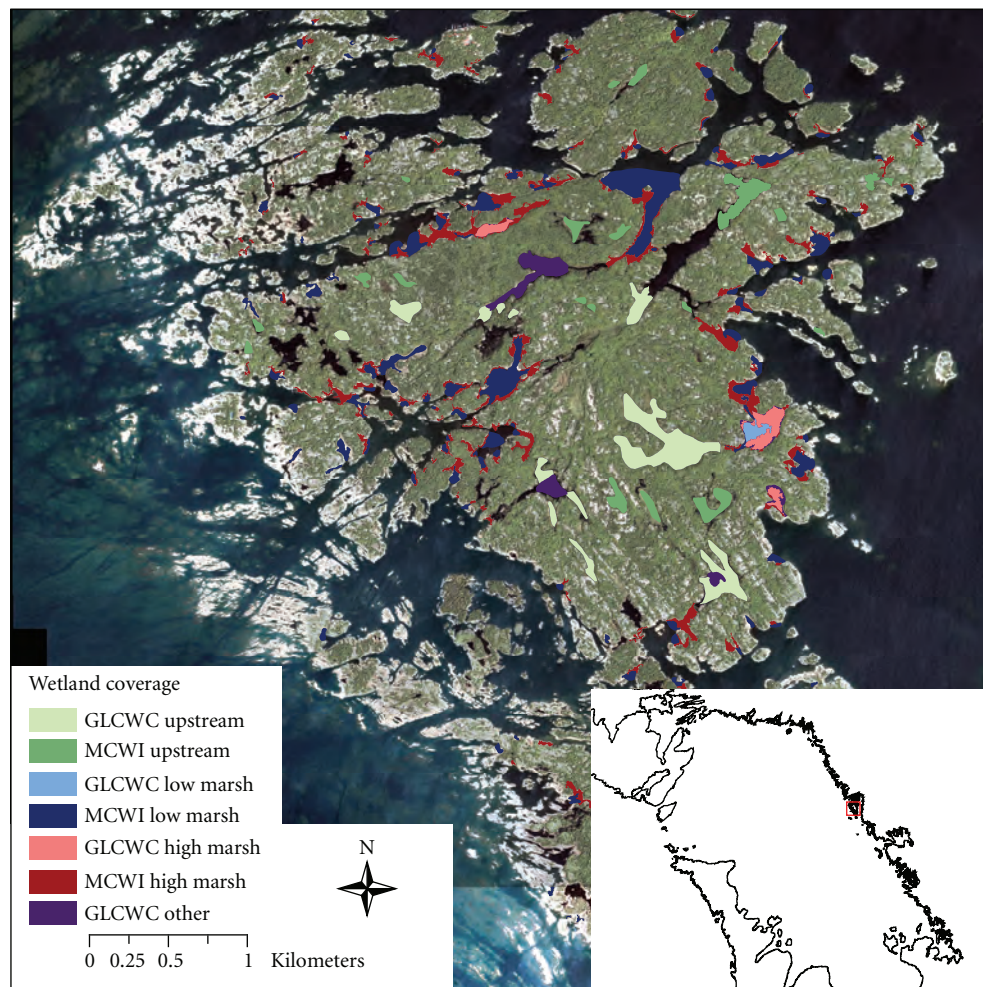 Wetland coverage
GLCWC upstream
MCWI upstream
GLCWC low marsh
MCWI low marsh
GLCWC high marsh
MCWI high marsh
GLCWC other
N
0 0.25 0.5 1 Kilometers